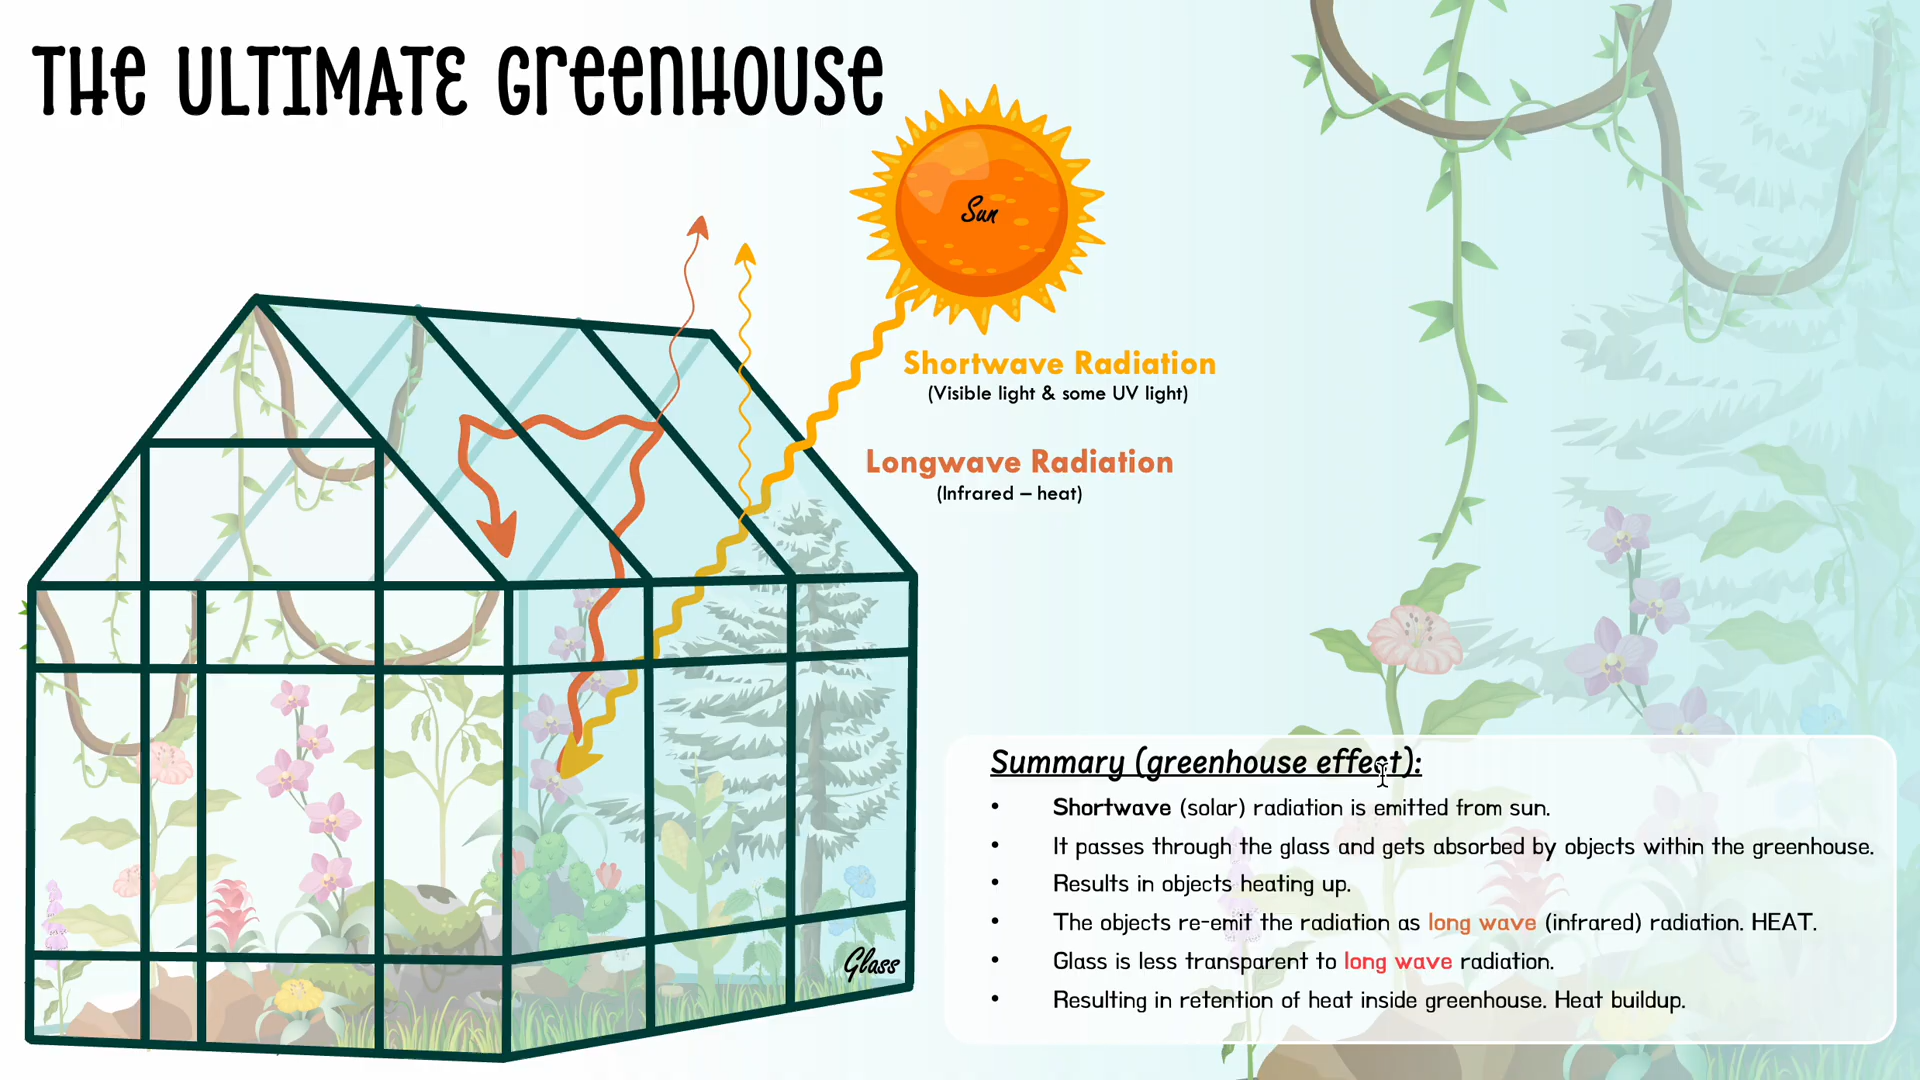 THe ULTIMATE GreenHOUSe
Sun
Shortwave Radiation
(Visible light & some UV light)
Longwave Radiation
(Infrared – heat)
Glass
Summary (greenhouse effect):
• Shortwave (solar) radiation is emitted from sun.
• It passes through the glass and gets absorbed by objects within the greenhouse.
• Results in objects heating up.
• The objects re-emit the radiation as long wave (infrared) radiation. HEAT.
• Glass is less transparent to long wave radiation.
• Resulting in retention of heat inside greenhouse. Heat buildup.